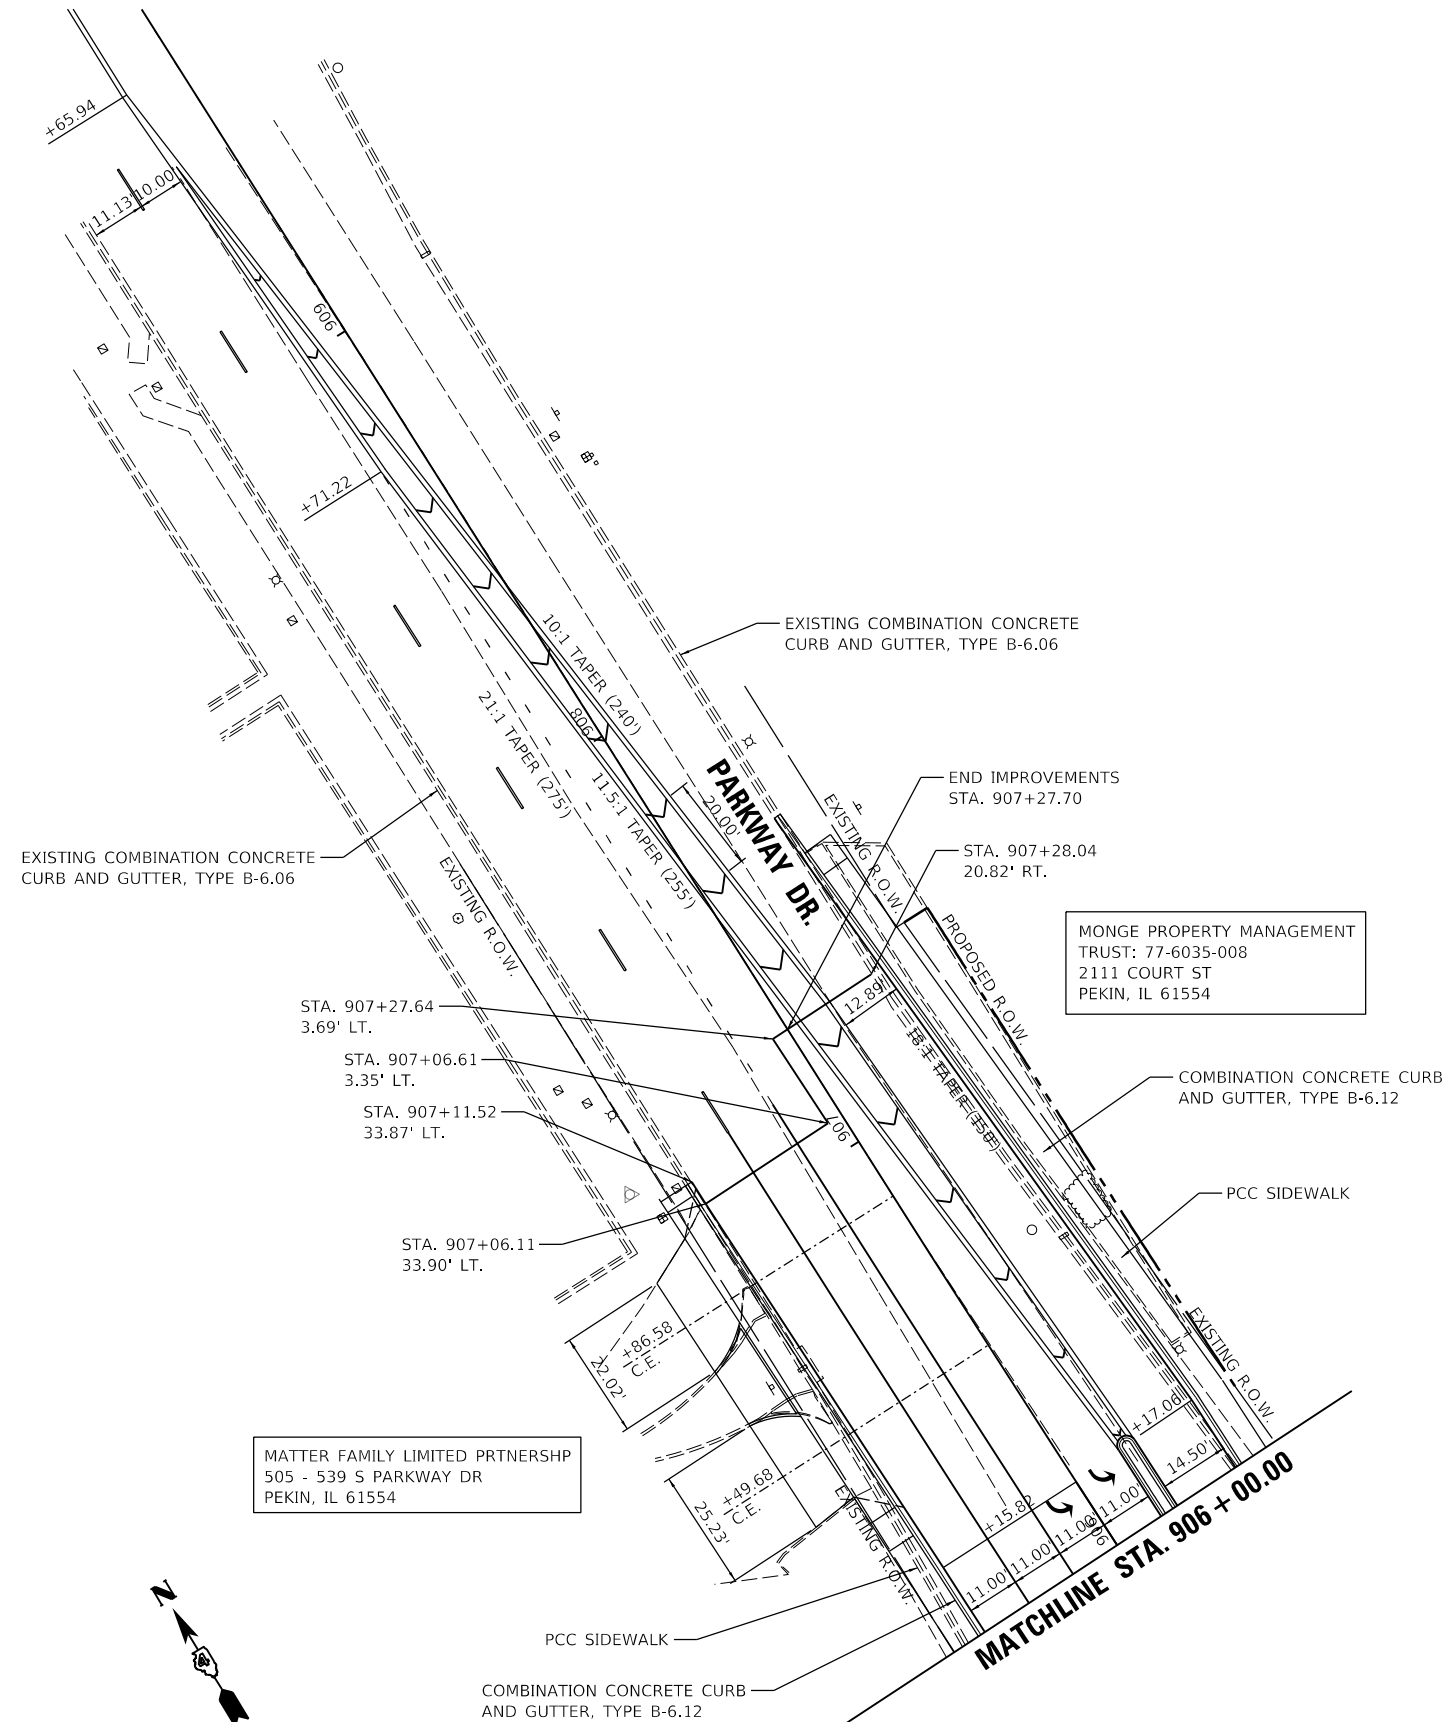 +65.94
11.13'
10.00'
909
+71.22
EXISTING COMBINATION CONCRETE
CURB AND GUTTER, TYPE B-6.06
10:1 TAPER (240')
21:1 TAPER (275')
908
11.5:1 TAPER (255')
20.00'
PARKWAY DR.
END IMPROVEMENTS
STA. 907+27.70
EXISTING R.O.W.
STA. 907+28.04
20.82' RT.
EXISTING COMBINATION CONCRETE
CURB AND GUTTER, TYPE B-6.06
EXISTING R.O.W.
PROPOSED R.O.W.
MONGE PROPERTY MANAGEMENT
TRUST: 77-6035-008
2111 COURT ST
PEKIN, IL 61554
12.89'
STA. 907+27.64
3.69' LT.
STA. 907+06.61
3.35' LT.
18:1 TAPER (150')
COMBINATION CONCRETE CURB
AND GUTTER, TYPE B-6.12
STA. 907+11.52
33.87' LT.
907
PCC SIDEWALK
STA. 907+06.11
33.90' LT.
+86.58
C.E.
22.02'
EXISTING R.O.W.
+17.06
14.50'
MATTER FAMILY LIMITED PRTNERSHP
505 - 539 S PARKWAY DR
PEKIN, IL 61554
+49.68
C.E.
25.23'
EXISTING R.O.W.
+15.82
11.00'
11.00'
11.00'
11.00'
906
MATCHLINE STA. 906 + 00.00
N
4
PCC SIDEWALK
COMBINATION CONCRETE CURB
AND GUTTER, TYPE B-6.12